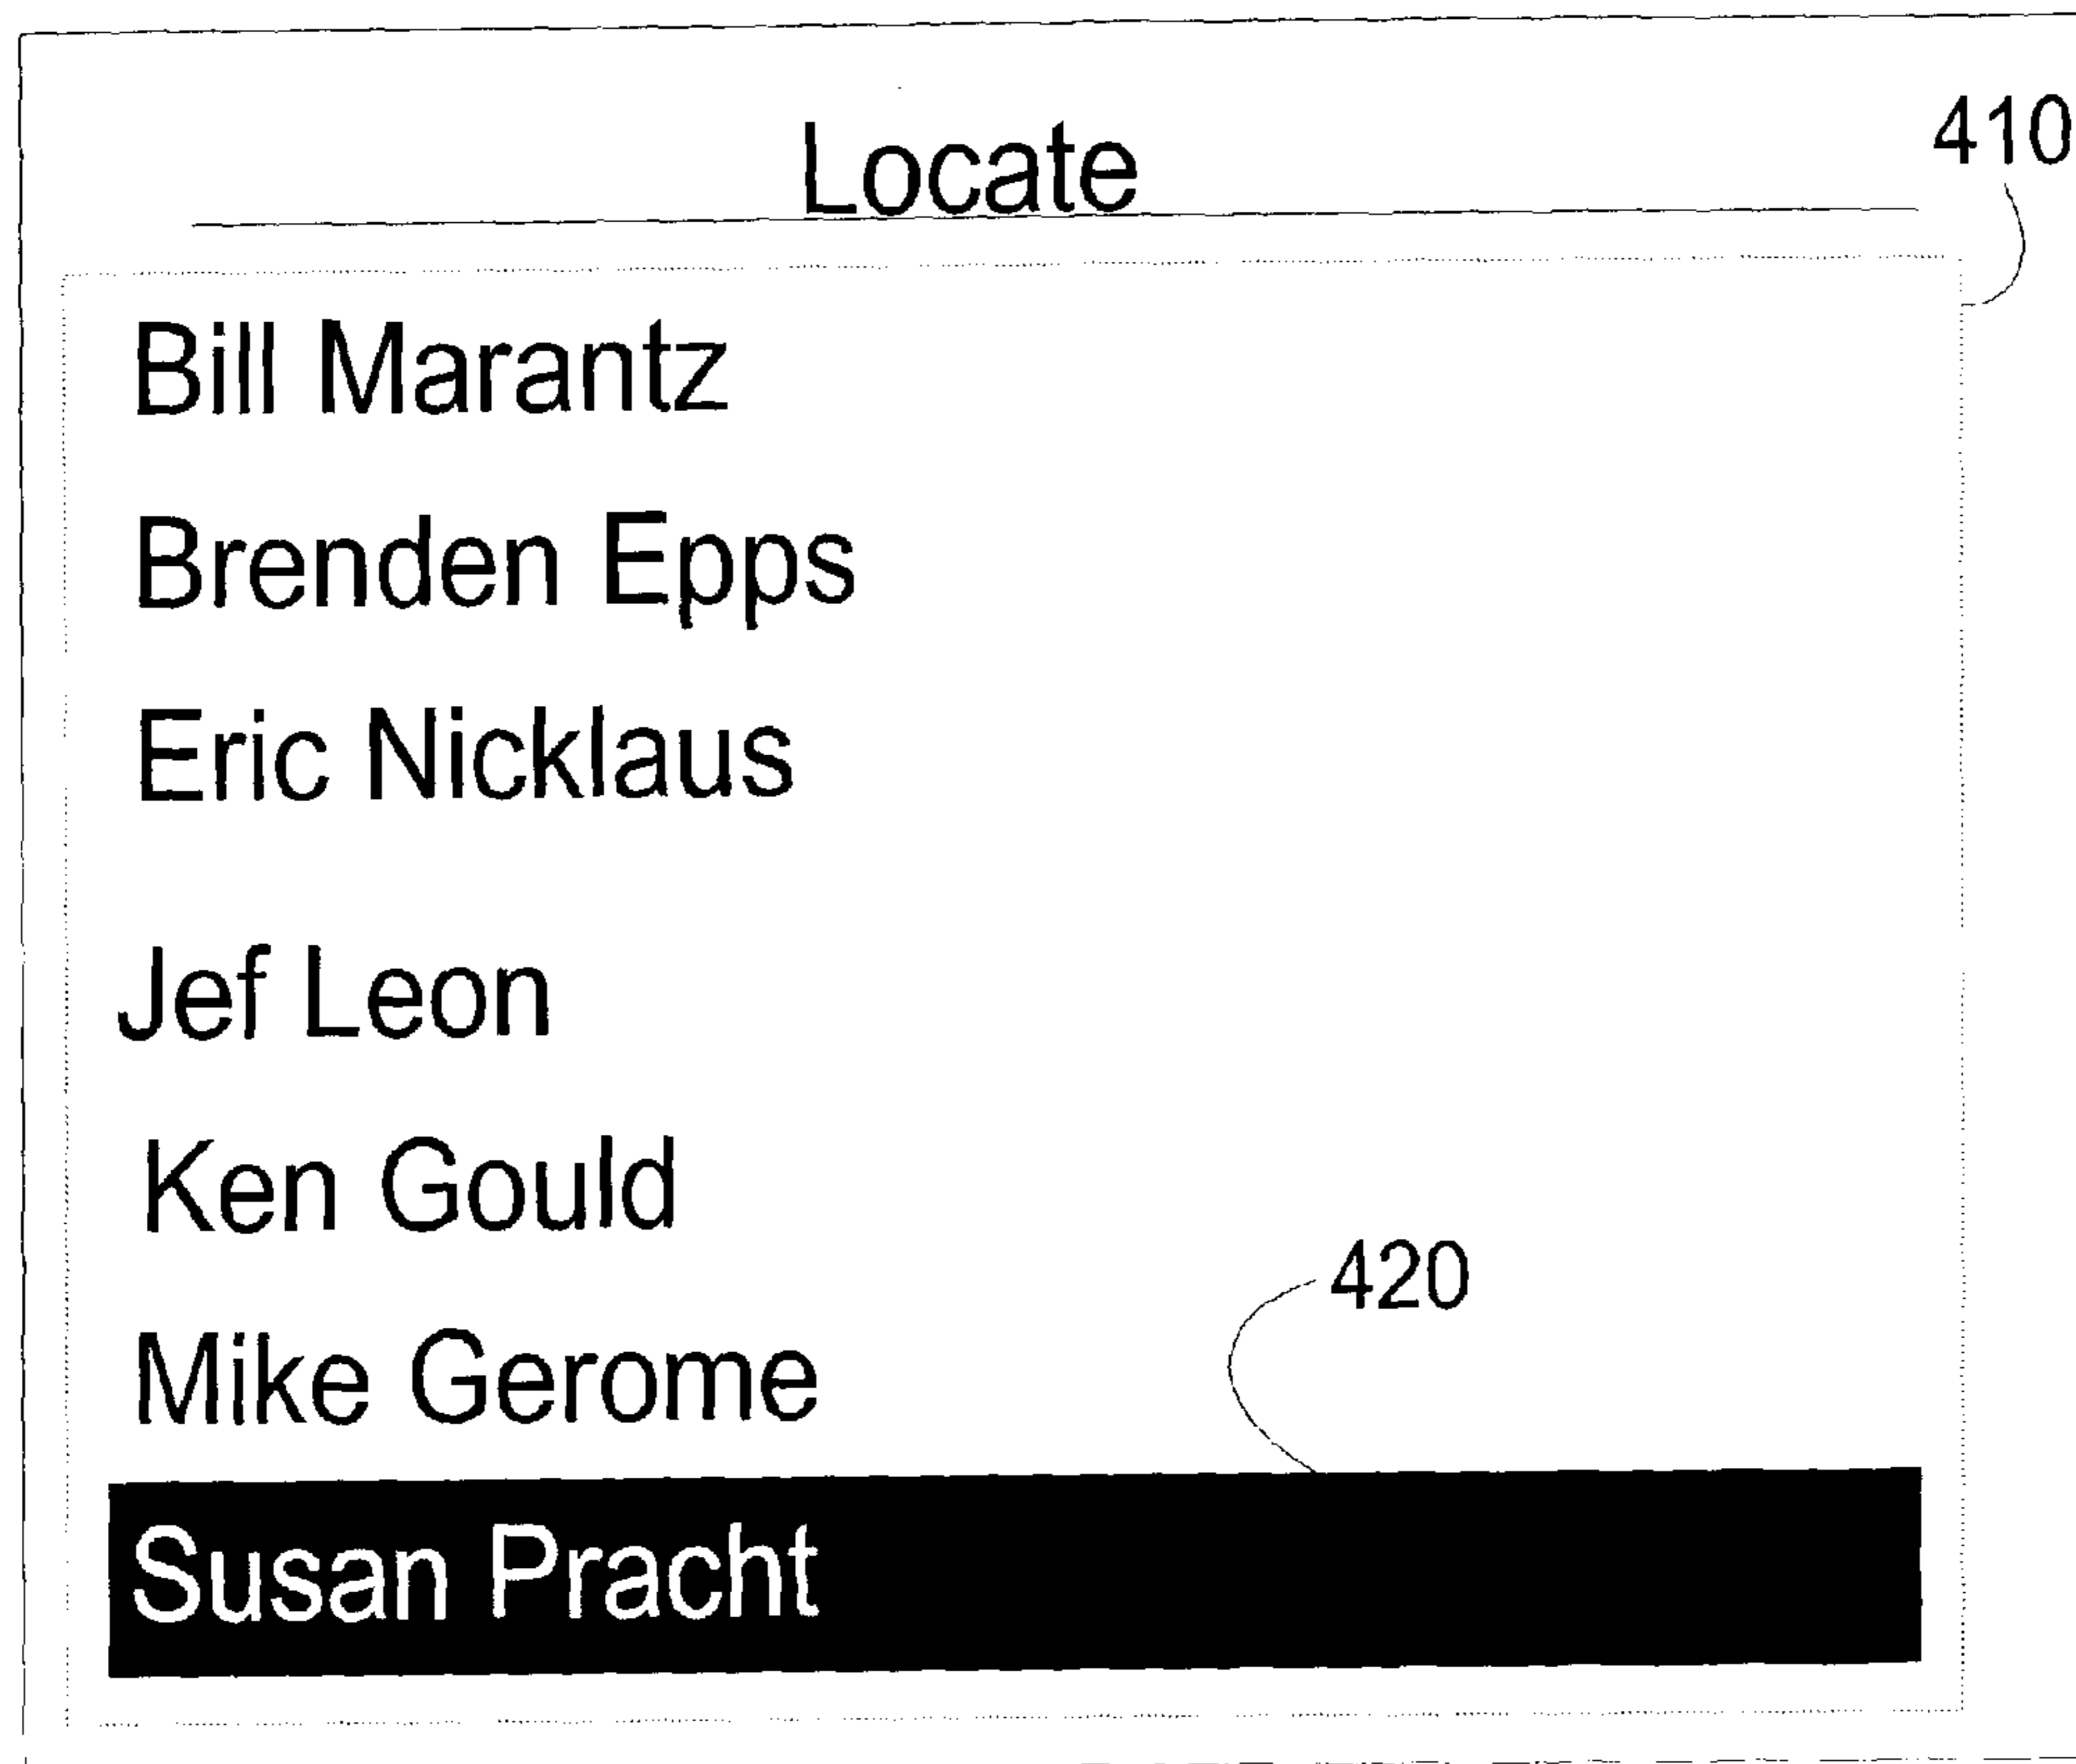 Locate
410
Bill Marantz
Brenden Epps
Eric Nicklaus
Jef Leon
Ken Gould
420
Mike Gerome
Susan Pracht